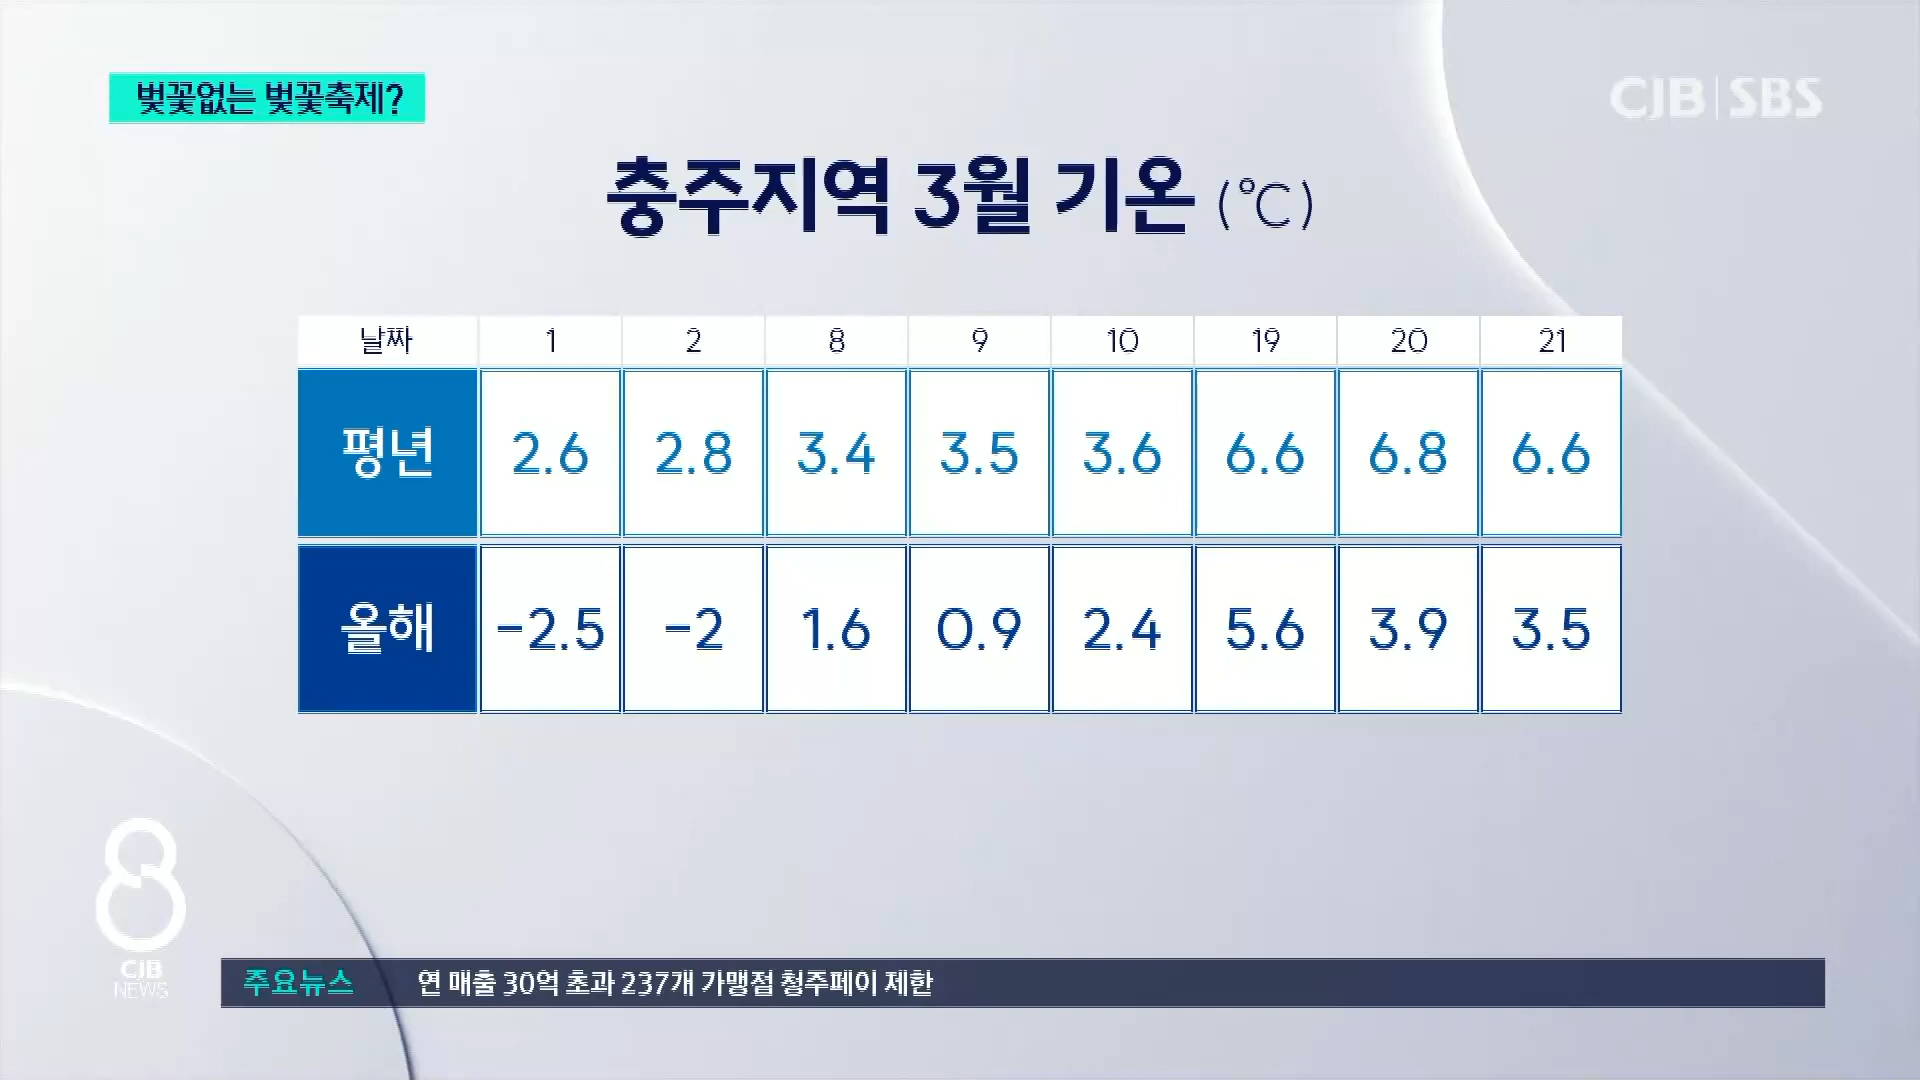 벚꽃없는 벚꽃축제?
CJB SBS
충주지역 3월 기온 (℃)
날짜 1 2 8 9 10 19 20 21
평년 2.6 2.8 3.4 3.5 3.6 6.6 6.8 6.6
올해 -2.5 -2 1.6 0.9 2.4 5.6 3.9 3.5
8
CJB
NEWS
주요뉴스 연 매출 30억 초과 237개 가맹점 청주페이 제한